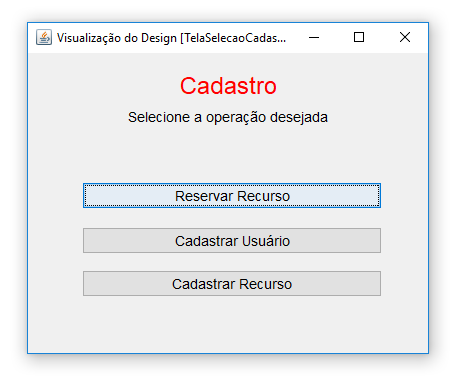 Visualização do Design [TelaSelecaoCadas...
Cadastro
Selecione a operação desejada
Reservar Recurso
Cadastrar Usuário
Cadastrar Recurso